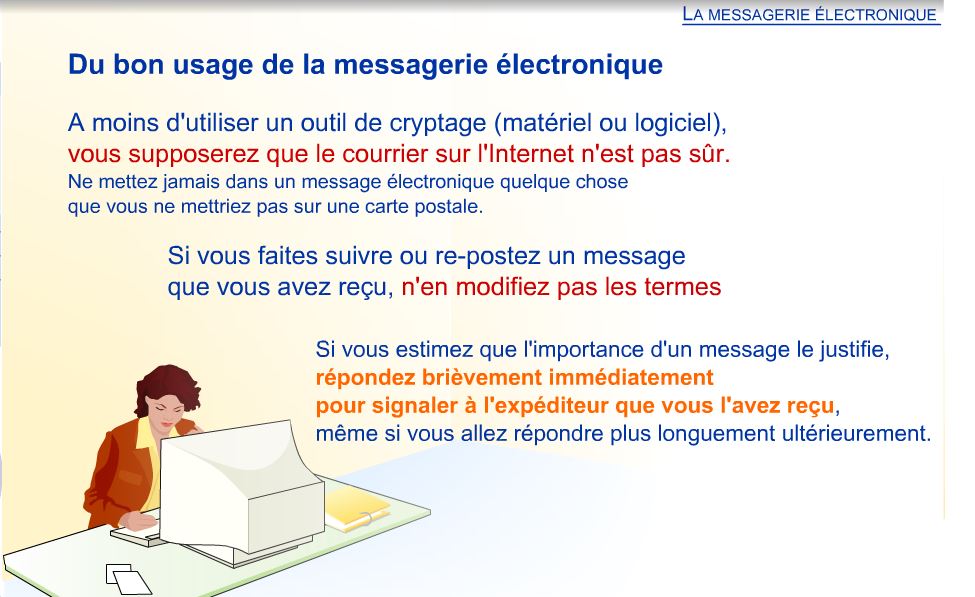 LA MESSAGERIE ÉLECTRONIQUE
Du bon usage de la messagerie électronique
A moins d'utiliser un outil de cryptage (matériel ou logiciel),
vous supposerez que le courrier sur l'Internet n'est pas sûr.
Ne mettez jamais dans un message électronique quelque chose
que vous ne mettriez pas sur une carte postale.
Si vous faites suivre ou re-postez un message
que vous avez reçu, n'en modifiez pas les termes
Si vous estimez que l'importance d'un message le justifie,
répondez brièvement immédiatement
pour signaler à l'expéditeur que vous l'avez reçu,
même si vous allez répondre plus longuement ultérieurement.